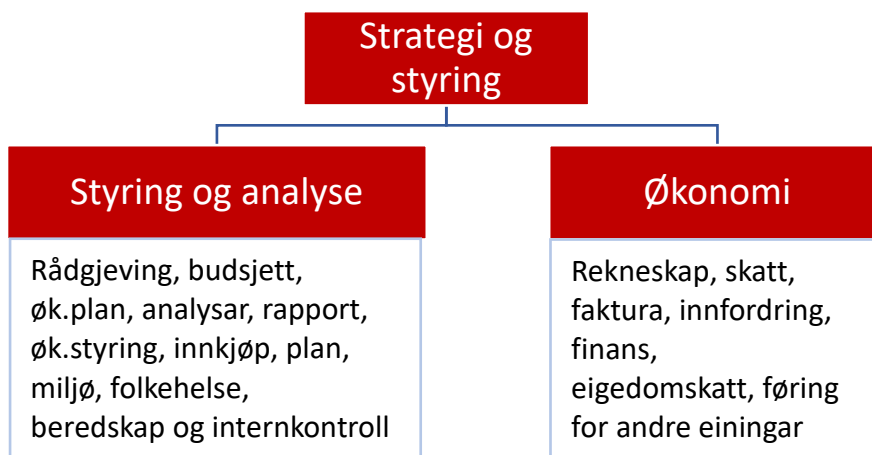 Strategi og
styring
Styring og analyse
Rådgjeving, budsjett,
øk.plan, analysar, rapport,
øk.styring, innkjøp, plan,
miljø, folkehelse,
beredskap og internkontroll
Økonomi
Rekneskap, skatt,
faktura, innfordring,
finans,
eigedomskatt, føring
for andre einingar